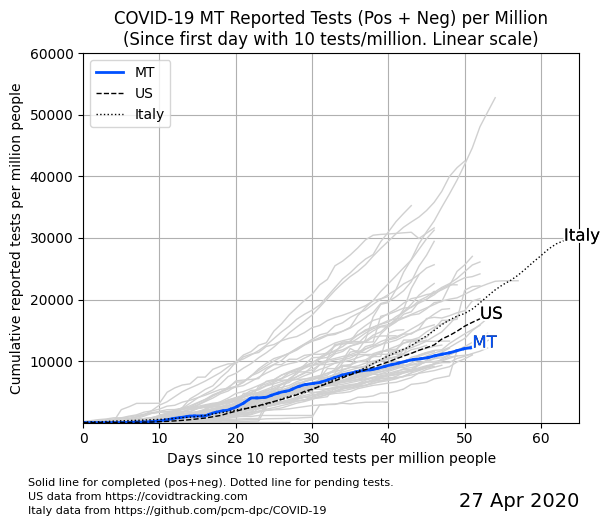 COVID-19 MT Reported Tests (Pos + Neg) per Million
(Since first day with 10 tests/million. Linear scale)
60000
50000
40000
30000
20000
10000
Cumulative reported tests per million people
MT
US
Italy
Italy
US
MT
0 10 20 30 40 50 60
Days since 10 reported tests per million people
Solid line for completed (pos+neg). Dotted line for pending tests.
US data from https://covidtracking.com
Italy data from https://github.com/pcm-dpc/COVID-19
27 Apr 2020